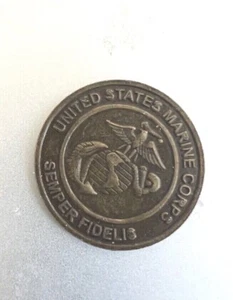 UNITED STATES MARINE CORPS
SEMPER FIDELIS